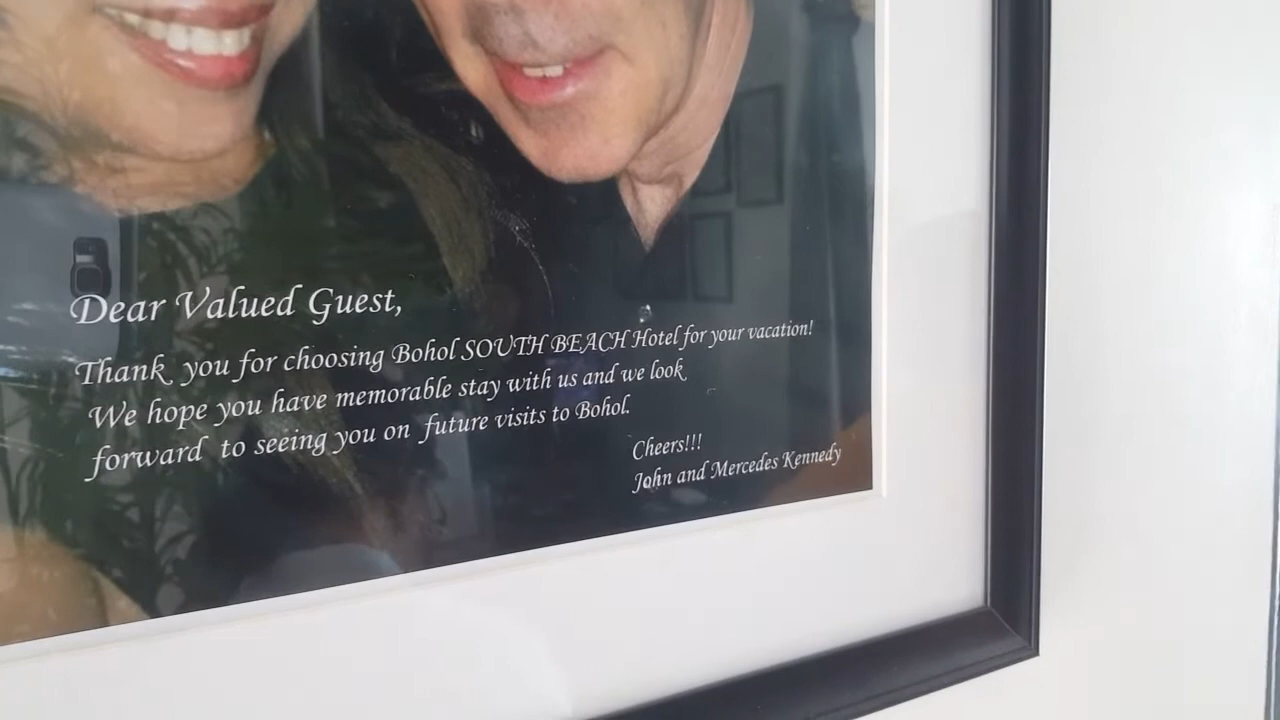 Dear Valued Guest,
Thank you for choosing Bohol SOUTH BEACH Hotel for your vacation!
We hope you have memorable stay with us and we look
forward to seeing you on future visits to Bohol.
Cheers!!!
John and Mercedes Kennedy